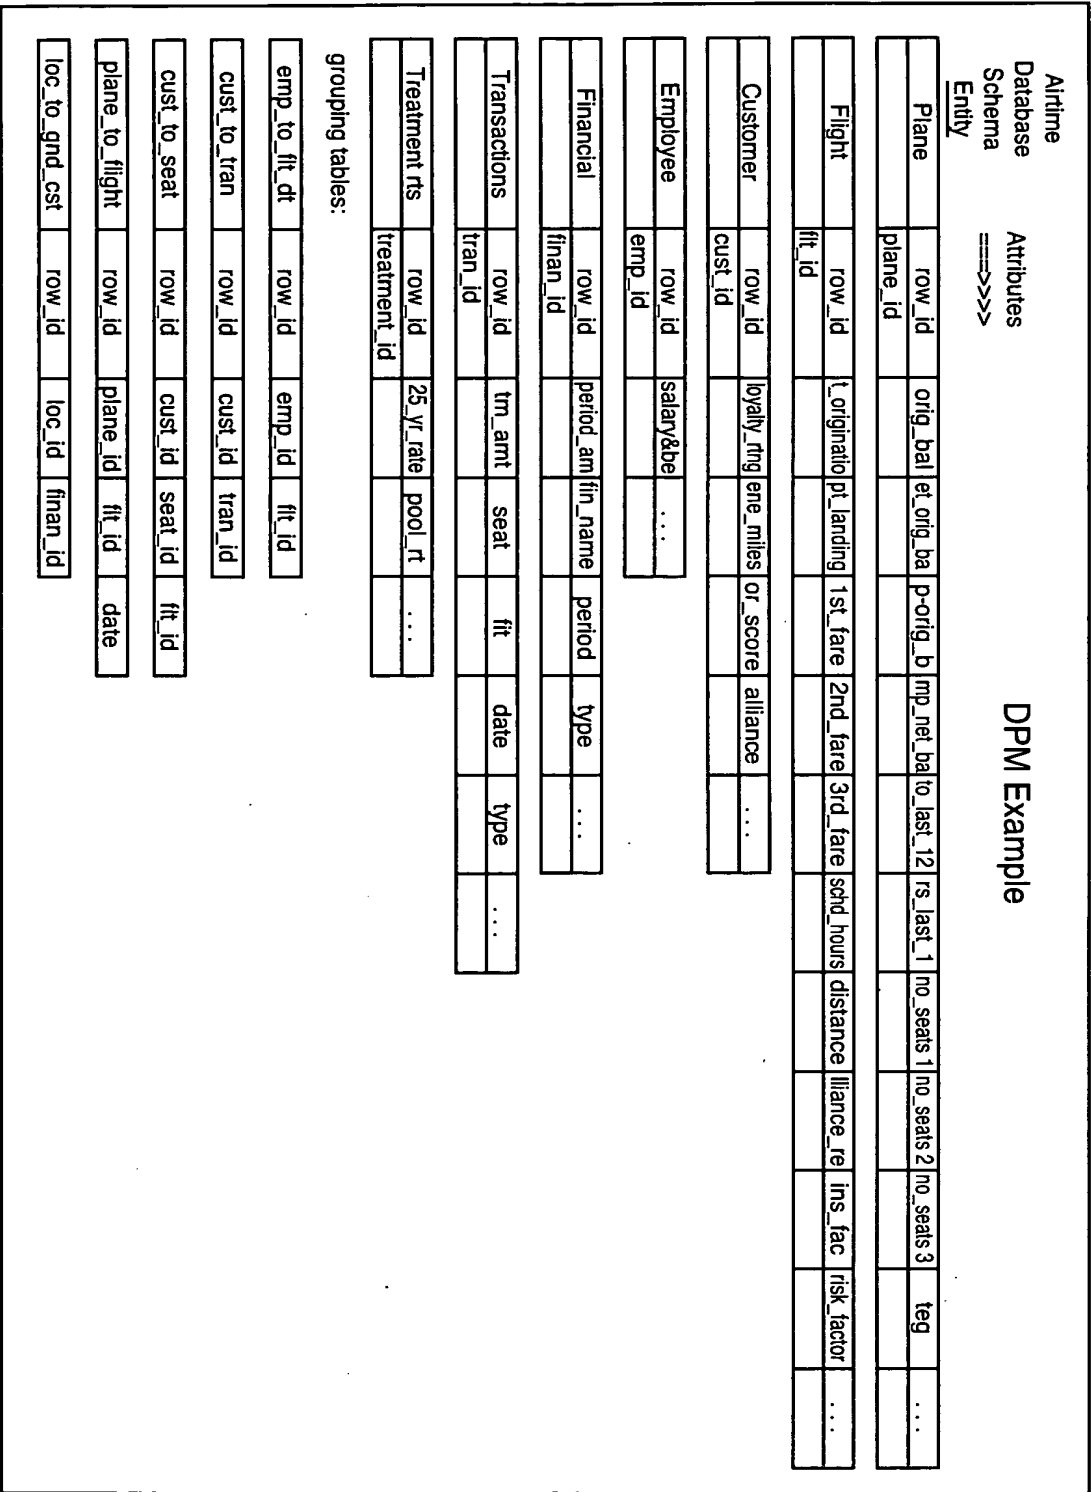 DPM Example
Airtime
Database
Schema
Entity Attributes
===>>>>
Plane row_id orig_bal et_orig_ba p-orig_b mp_net_ba to_last_12 rs_last_1 no_seats 1 no_seats 2 no_seats 3 teg ...
plane_id
Flight row_id t_originatio pt_landing 1st_fare 2nd_fare 3rd_fare schd_hours distance lliance_re ins_fac risk_factor ...
flt_id
Customer row_id loyalty_rtng ene_miles or_score alliance ...
cust_id
Employee row_id salary&be ...
emp_id
Financial row_id period_am fin_name period type ...
finan_id
Transactions row_id tm_amt seat flt date type ...
tran_id
Treatment rts row_id 25_yr_rate pool_rt ...
treatment_id
grouping tables:
emp_to_flt_dt row_id emp_id flt_id
cust_to_tran row_id cust_id tran_id
cust_to_seat row_id cust_id seat_id flt_id
plane_to_flight row_id plane_id flt_id date
loc_to_gnd_cst row_id loc_id finan_id